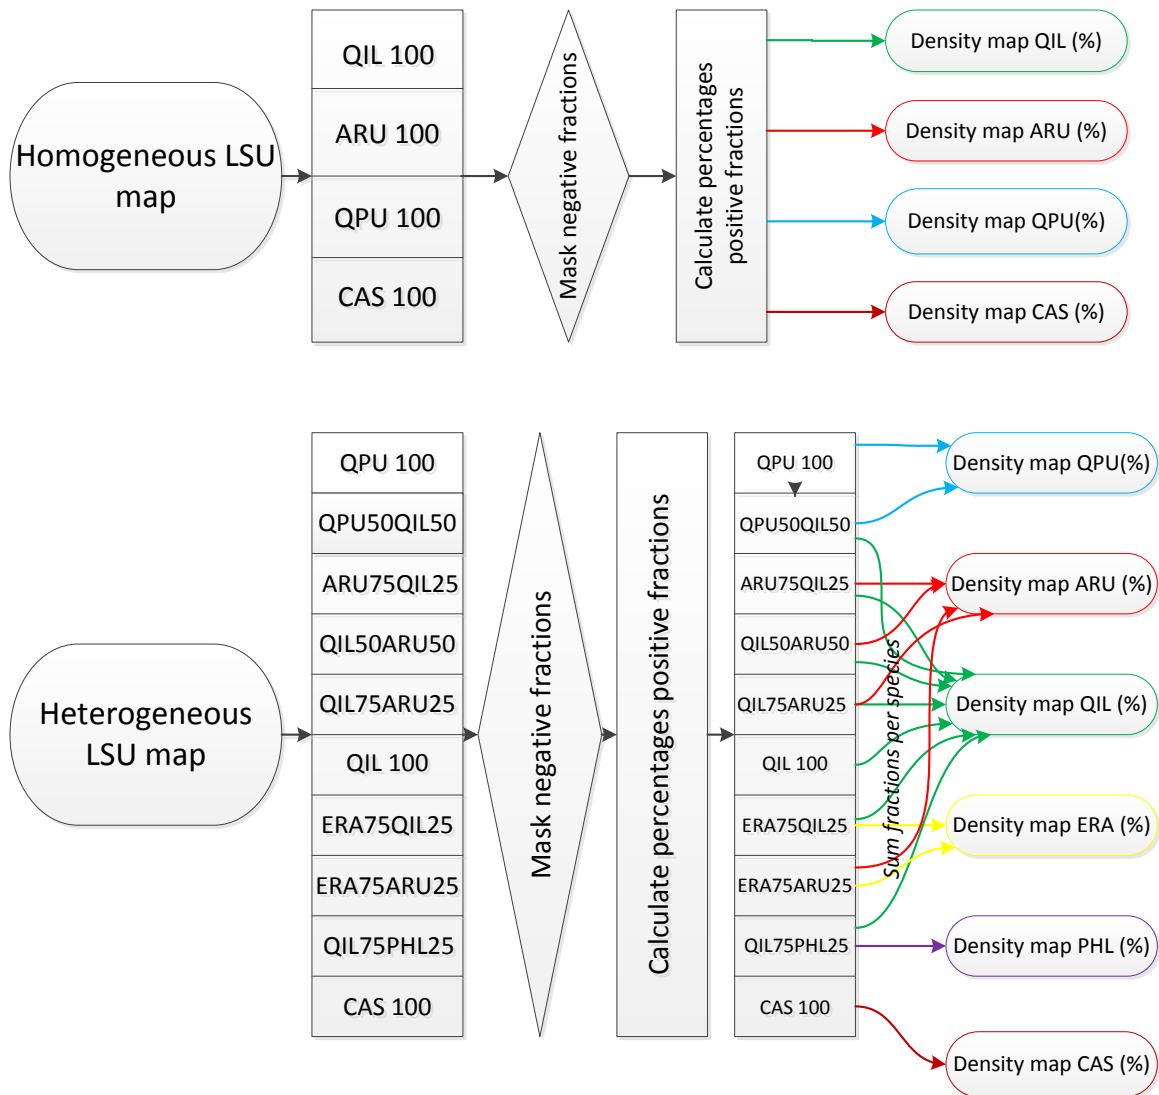 Homogeneous LSU
map
QIL 100
ARU 100
QPU 100
CAS 100
Mask negative fractions
Calculate percentages
positive fractions
Density map QIL (%)
Density map ARU (%)
Density map QPU(%)
Density map CAS (%)
Heterogeneous
LSU map
QPU 100
QPU50QIL50
ARU75QIL25
QIL50ARU50
QIL75ARU25
QIL 100
ERA75QIL25
ERA75ARU25
QIL75PHL25
CAS 100
Mask negative fractions
Calculate percentages positive fractions
QPU 100
QPU50QIL50
ARU75QIL25
QIL50ARU50
QIL75ARU25
QIL 100
ERA75QIL25
ERA75ARU25
QIL75PHL25
CAS 100
Sum fractions per species
Density map QPU(%)
Density map ARU (%)
Density map QIL (%)
Density map ERA (%)
Density map PHL (%)
Density map CAS (%)